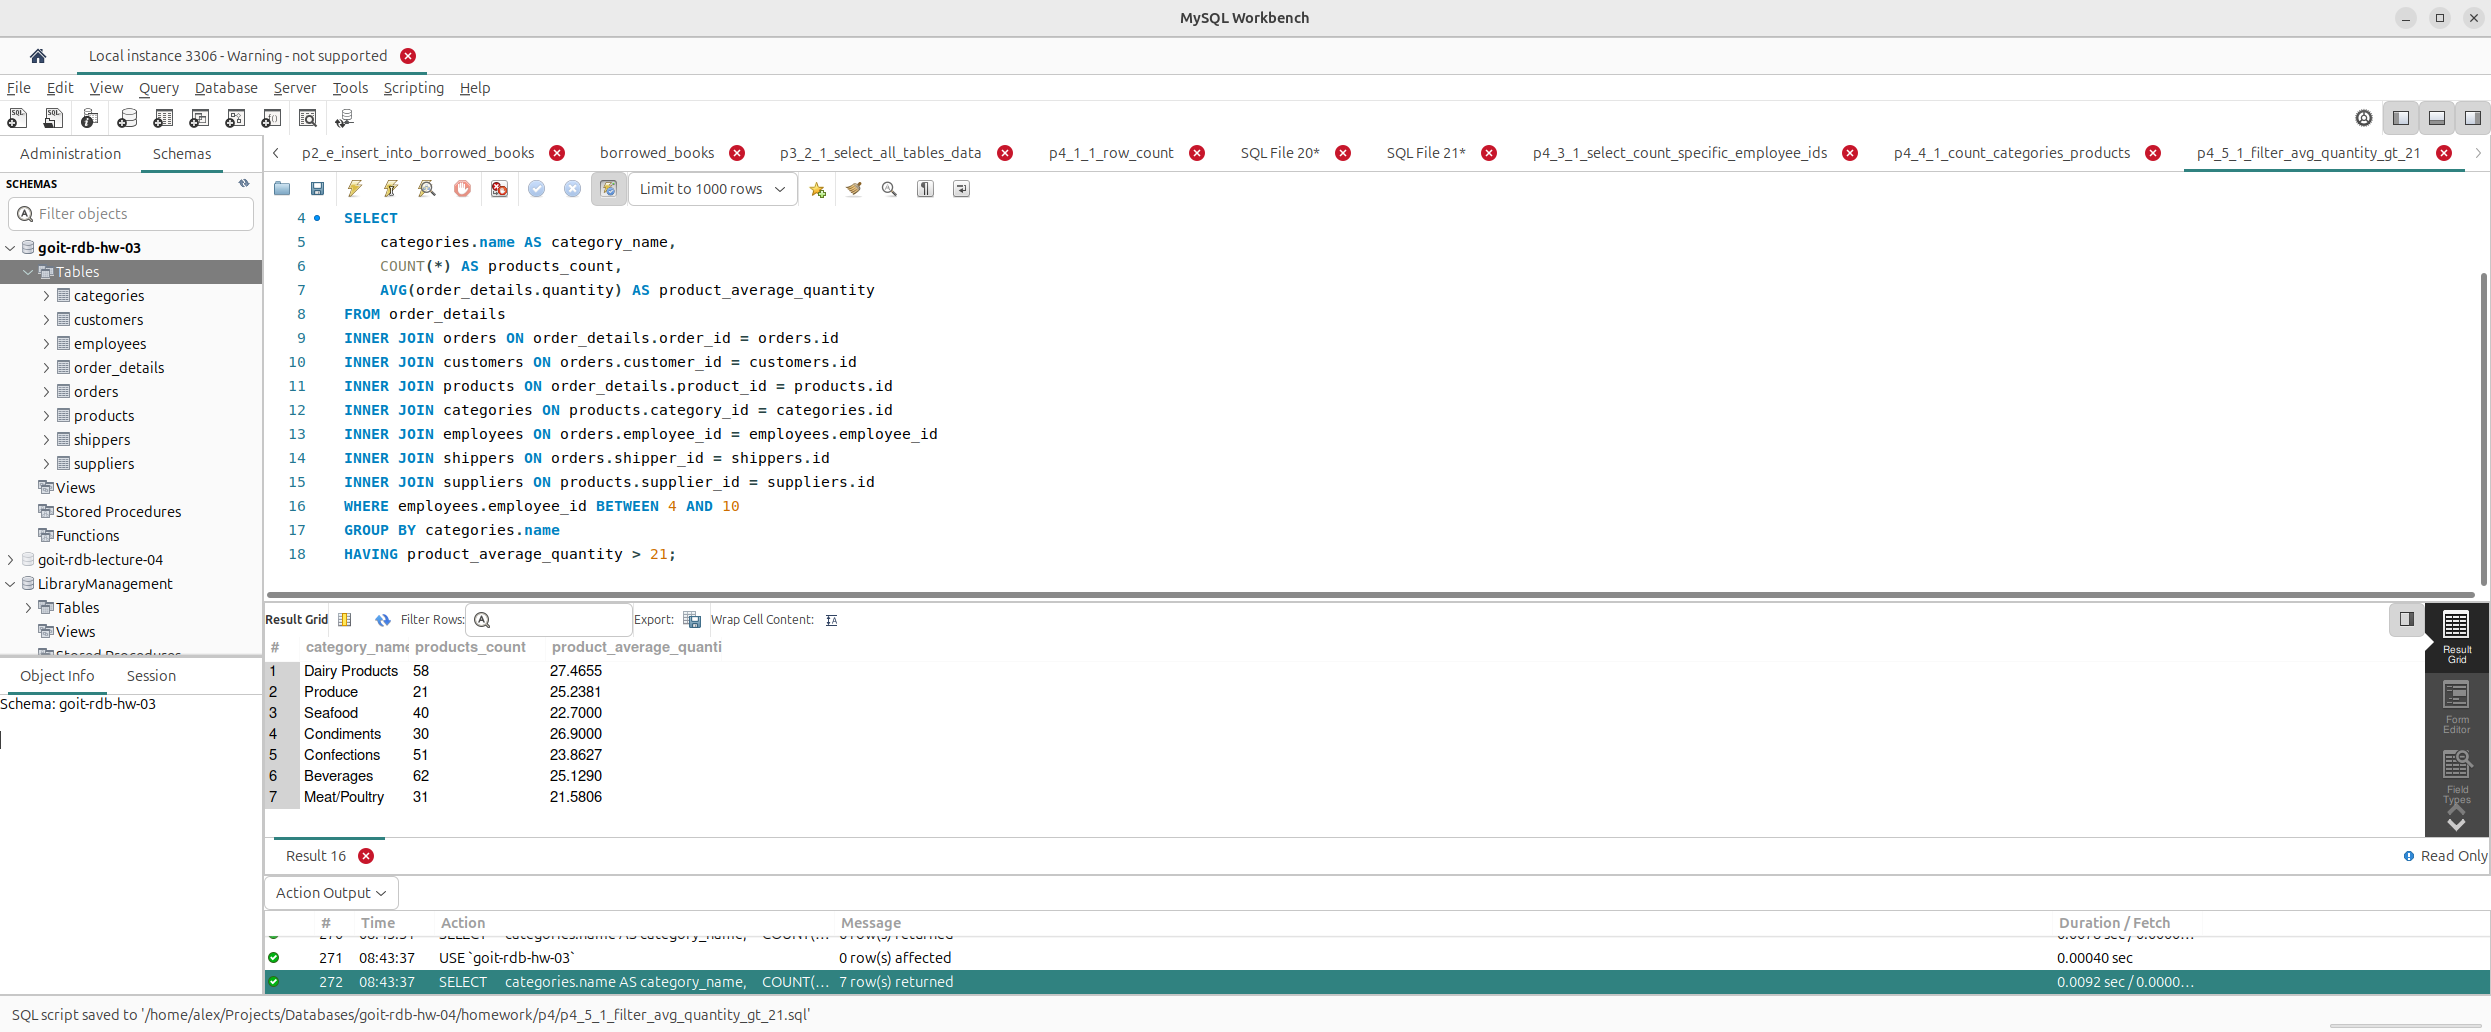 MySQL Workbench
Local instance 3306 - Warning - not supported
File Edit View Query Database Server Tools Scripting Help
Administration Schemas
p2_e_insert_into_borrowed_books borrowed_books p3_2_1_select_all_tables_data p4_1_1_row_count SQL File 20* SQL File 21* p4_3_1_select_count_specific_employee_ids p4_4_1_count_categories_products p4_5_1_filter_avg_quantity_gt_21
SCHEMAS
Filter objects
goit-rdb-hw-03
Tables
categories
customers
employees
order_details
orders
products
shippers
suppliers
Views
Stored Procedures
Functions
goit-rdb-lecture-04
LibraryManagement
Tables
Views
Stored Procedures
Object Info Session
Schema: goit-rdb-hw-03
Limit to 1000 rows
4 SELECT
5 categories.name AS category_name,
6 COUNT(*) AS products_count,
7 AVG(order_details.quantity) AS product_average_quantity
8 FROM order_details
9 INNER JOIN orders ON order_details.order_id = orders.id
10 INNER JOIN customers ON orders.customer_id = customers.id
11 INNER JOIN products ON order_details.product_id = products.id
12 INNER JOIN categories ON products.category_id = categories.id
13 INNER JOIN employees ON orders.employee_id = employees.employee_id
14 INNER JOIN shippers ON orders.shipper_id = shippers.id
15 INNER JOIN suppliers ON products.supplier_id = suppliers.id
16 WHERE employees.employee_id BETWEEN 4 AND 10
17 GROUP BY categories.name
18 HAVING product_average_quantity > 21;
Result Grid Filter Rows: Export: Wrap Cell Content:
# category_name products_count product_average_quanti
1 Dairy Products 58 27.4655
2 Produce 21 25.2381
3 Seafood 40 22.7000
4 Condiments 30 26.9000
5 Confections 51 23.8627
6 Beverages 62 25.1290
7 Meat/Poultry 31 21.5806
Result Grid
Form Editor
Field Types
Result 16
Read Only
Action Output
# Time Action Message Duration / Fetch
271 08:43:37 USE `goit-rdb-hw-03` 0 row(s) affected 0.00040 sec
272 08:43:37 SELECT categories.name AS category_name, COUNT(... 7 row(s) returned 0.0092 sec / 0.0000...
SQL script saved to '/home/alex/Projects/Databases/goit-rdb-hw-04/homework/p4/p4_5_1_filter_avg_quantity_gt_21.sql'